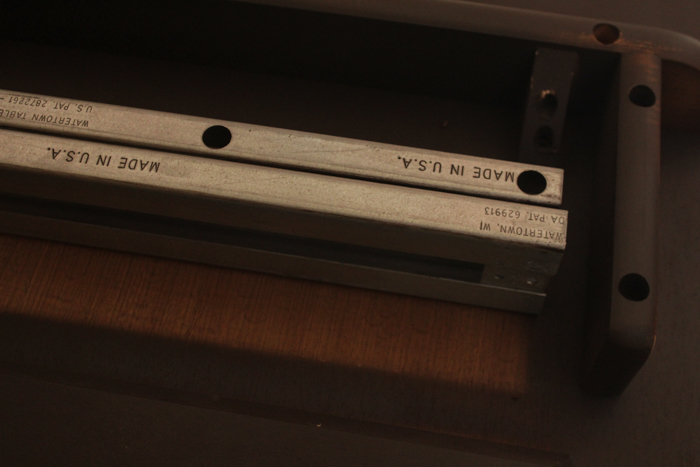 WATERTOWN TABLE
U.S. PAT. 2872261
MADE IN U.S.A.
MADE IN U.S.A.
WATERTOWN, WI
DA PAT. 629913